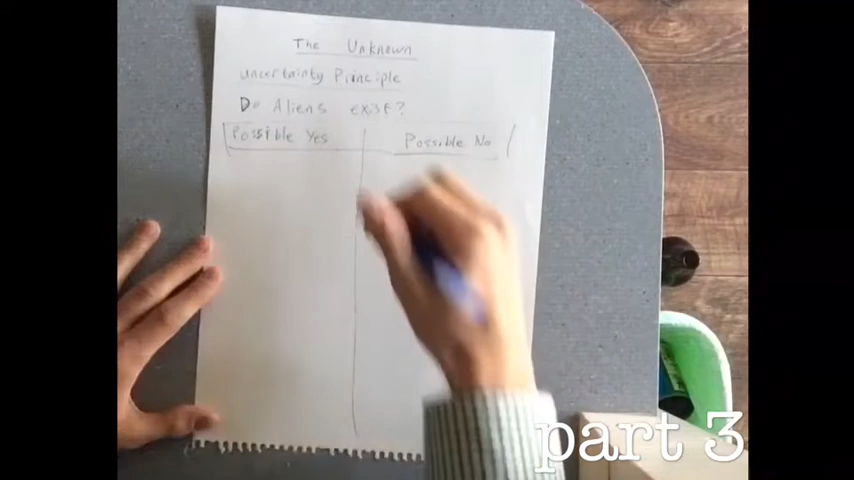 The Unknown
uncertainty Principle
Do Aliens exist?
Possible Yes
Possible No
part 3